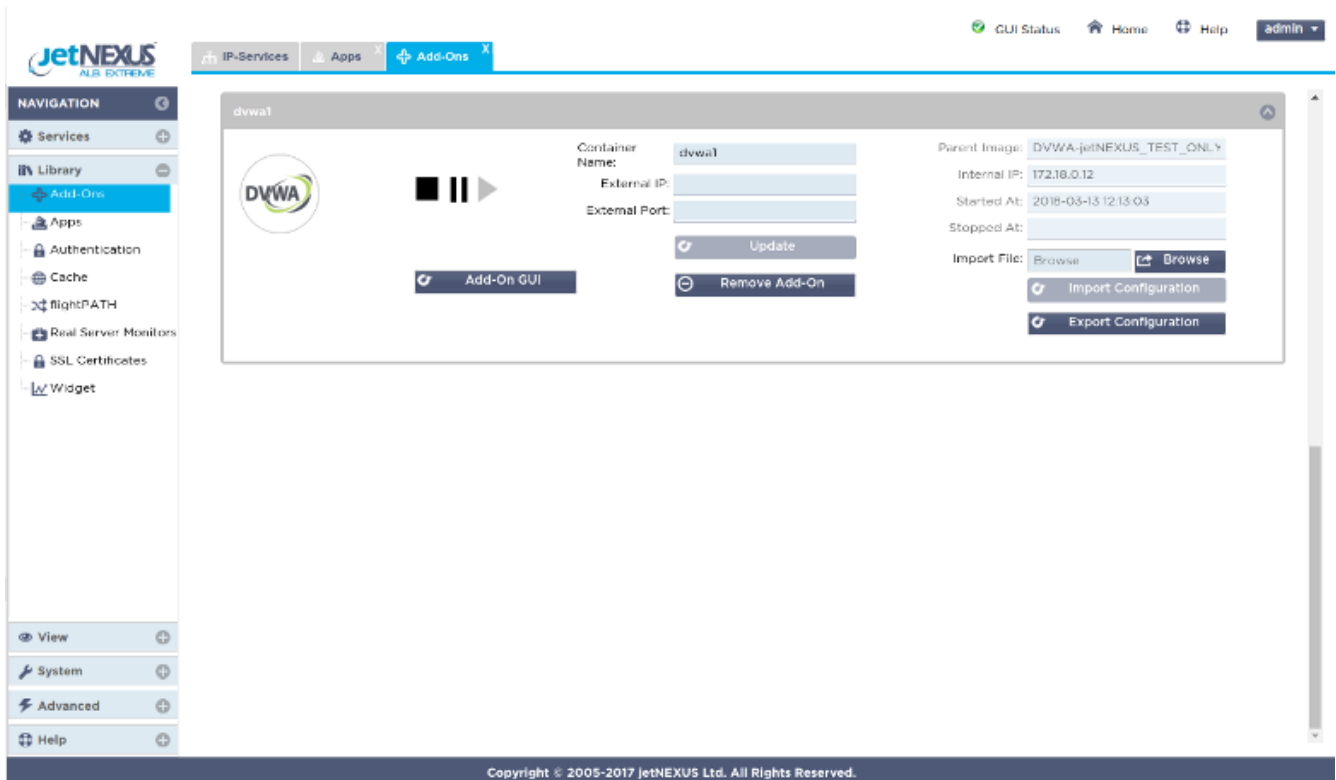 GUI Status
Home
Help
admin
jetNEXUS
ALB EXTREME
IP-Services
Apps
X
Add-Ons
X
NAVIGATION
Services
Library
Add-Ons
Apps
Authentication
Cache
flightPATH
Real Server Monitors
SSL Certificates
Widget
View
System
Advanced
Help
dvwa1
DVWA
Add-On GUI
Container Name:
dvwa1
External IP:
External Port:
Update
Remove Add-On
Parent Image:
DVWA-jetNEXUS_TEST_ONLY
Internal IP:
172.18.0.12
Started At:
2018-03-13 12:13:03
Stopped At:
Import File:
Browse
Browse
Import Configuration
Export Configuration
Copyright © 2005-2017 jetNEXUS Ltd. All Rights Reserved.